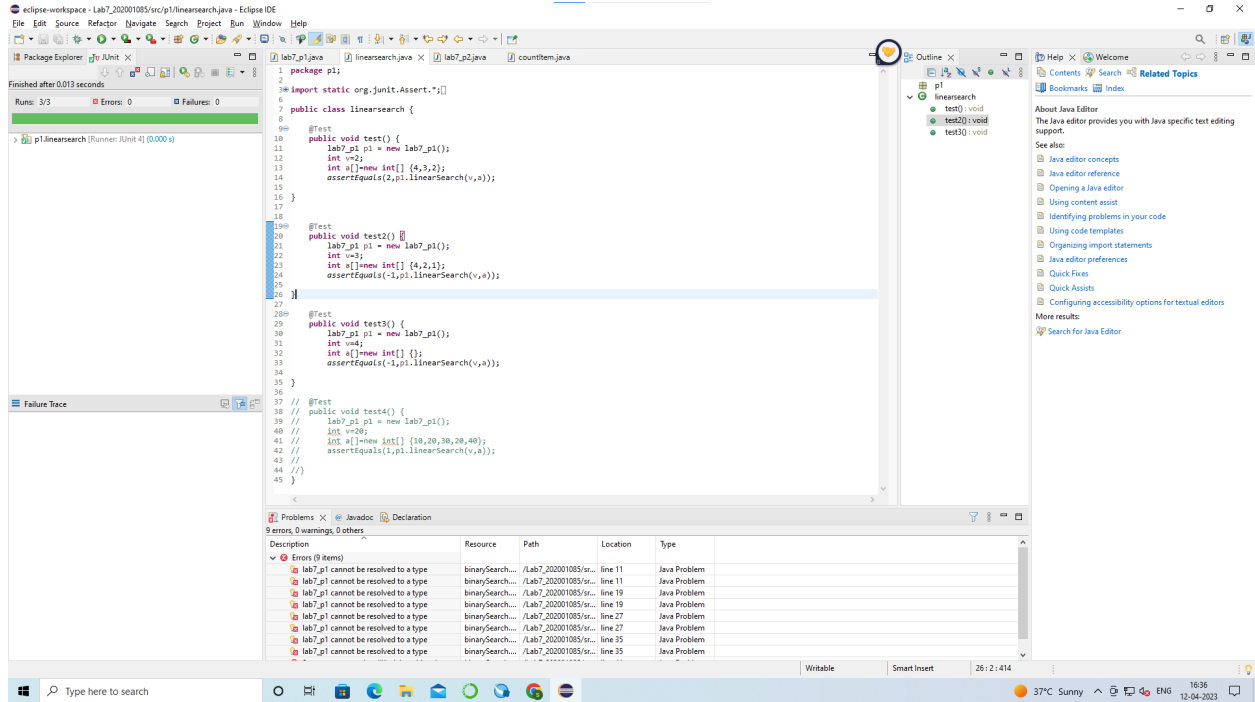 eclipse-workspace - Lab7_202001085/src/p1/linearsearch.java - Eclipse IDE
File Edit Source Refactor Navigate Search Project Run Window Help
Package Explorer JUnit
Finished after 0.013 seconds
Runs: 3/3 Errors: 0 Failures: 0
p1.linearsearch [Runner: JUnit 4] (0.000 s)
Failure Trace
lab7_p1.java linearsearch.java lab7_p2.java countItem.java
1 package p1;
2
3 import static org.junit.Assert.*;
6
7 public class linearsearch {
8
9 @Test
10 public void test() {
11 lab7_p1 p1 = new lab7_p1();
12 int v=2;
13 int a[]=new int[] {4,3,2};
14 assertEquals(2,p1.linearSearch(v,a));
15
16 }
17
18
19 @Test
20 public void test2() {
21 lab7_p1 p1 = new lab7_p1();
22 int v=3;
23 int a[]=new int[] {4,2,1};
24 assertEquals(-1,p1.linearSearch(v,a));
25
26 }
27
28 @Test
29 public void test3() {
30 lab7_p1 p1 = new lab7_p1();
31 int v=4;
32 int a[]=new int[] {};
33 assertEquals(-1,p1.linearSearch(v,a));
34
35 }
36
37 // @Test
38 // public void test4() {
39 // lab7_p1 p1 = new lab7_p1();
40 // int v=20;
41 // int a[]=new int[] {10,20,30,20,40};
42 // assertEquals(1,p1.linearSearch(v,a));
43 //
44 //}
45 }
Outline
p1
linearsearch
test() : void
test2() : void
test3() : void
Help Welcome
Contents Search Related Topics
Bookmarks Index
About Java Editor
The Java editor provides you with Java specific text editing
support.
See also:
Java editor concepts
Java editor reference
Opening a Java editor
Using content assist
Identifying problems in your code
Using code templates
Organizing import statements
Java editor preferences
Quick Fixes
Quick Assists
Configuring accessibility options for textual editors
More results:
Search for Java Editor
Problems Javadoc Declaration
9 errors, 0 warnings, 0 others
Description Resource Path Location Type
Errors (9 items)
lab7_p1 cannot be resolved to a type binarySearch.... /Lab7_202001085/sr... line 11 Java Problem
lab7_p1 cannot be resolved to a type binarySearch.... /Lab7_202001085/sr... line 11 Java Problem
lab7_p1 cannot be resolved to a type binarySearch.... /Lab7_202001085/sr... line 19 Java Problem
lab7_p1 cannot be resolved to a type binarySearch.... /Lab7_202001085/sr... line 19 Java Problem
lab7_p1 cannot be resolved to a type binarySearch.... /Lab7_202001085/sr... line 27 Java Problem
lab7_p1 cannot be resolved to a type binarySearch.... /Lab7_202001085/sr... line 27 Java Problem
lab7_p1 cannot be resolved to a type binarySearch.... /Lab7_202001085/sr... line 35 Java Problem
lab7_p1 cannot be resolved to a type binarySearch.... /Lab7_202001085/sr... line 35 Java Problem
Writable Smart Insert 26 : 2 : 414
Type here to search
37°C Sunny ENG 16:36
12-04-2023